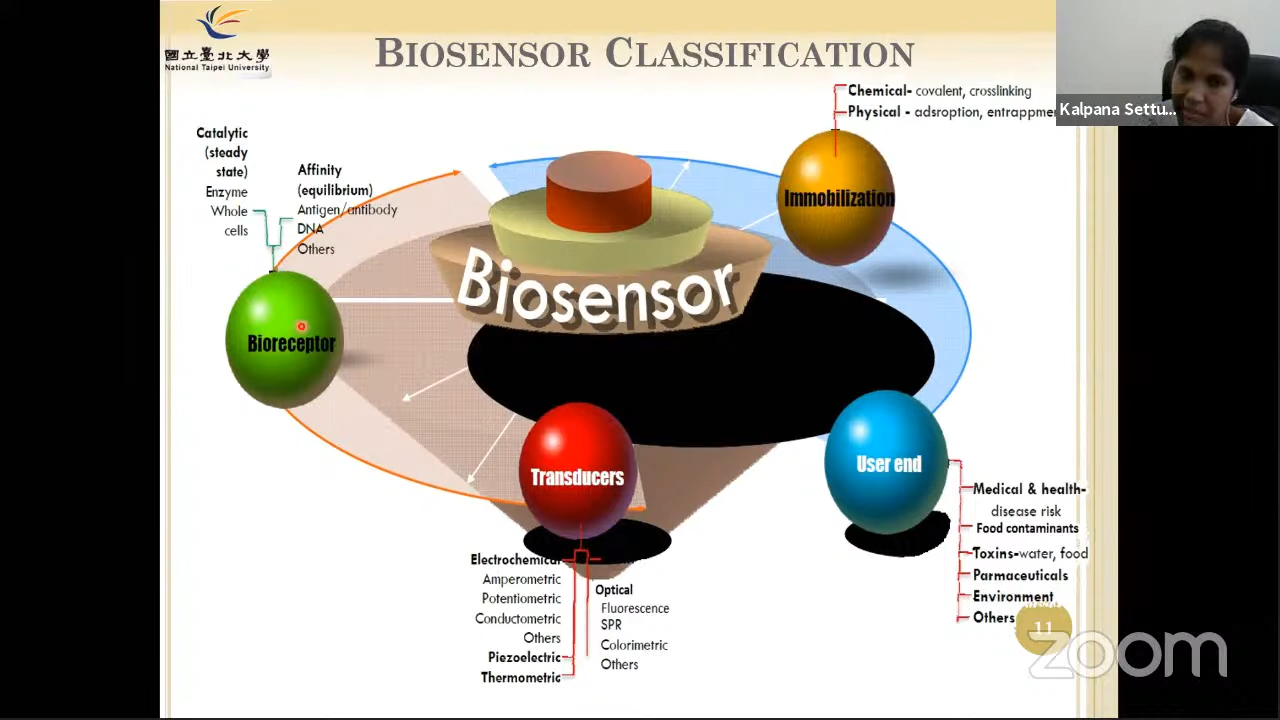 國立臺北大學
National Taipei University
BIOSENSOR CLASSIFICATION
Kalpana Settu...
Chemical- covalent, crosslinking
Physical - adsroption, entrappmen
Catalytic
(steady
state)
Enzyme
Whole
cells
Affinity
(equilibrium)
Antigen/antibody
DNA
Others
Immobilization
Biosensor
Bioreceptor
Transducers
User end
Electrochemical
Amperometric
Potentiometric
Conductometric
Others
Piezoelectric
Thermometric
Optical
Fluorescence
SPR
Colorimetric
Others
Medical & health-
disease risk
Food contaminants
Toxins-water, food
Parmaceuticals
Environment
Others
11
zoom